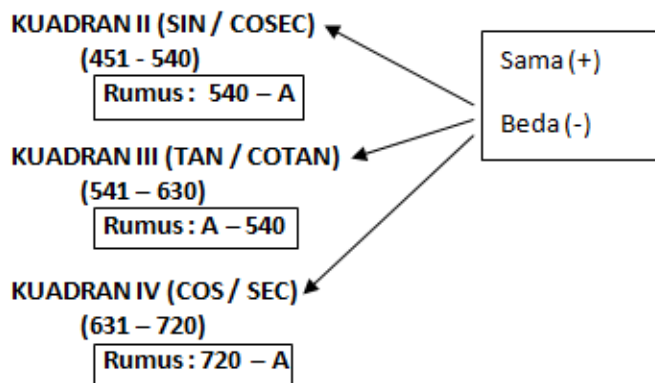 KUADRAN II (SIN / COSEC)
(451 - 540)
Rumus : 540 – A
KUADRAN III (TAN / COTAN)
(541 – 630)
Rumus : A – 540
KUADRAN IV (COS / SEC)
(631 – 720)
Rumus : 720 – A
Sama (+)
Beda (-)